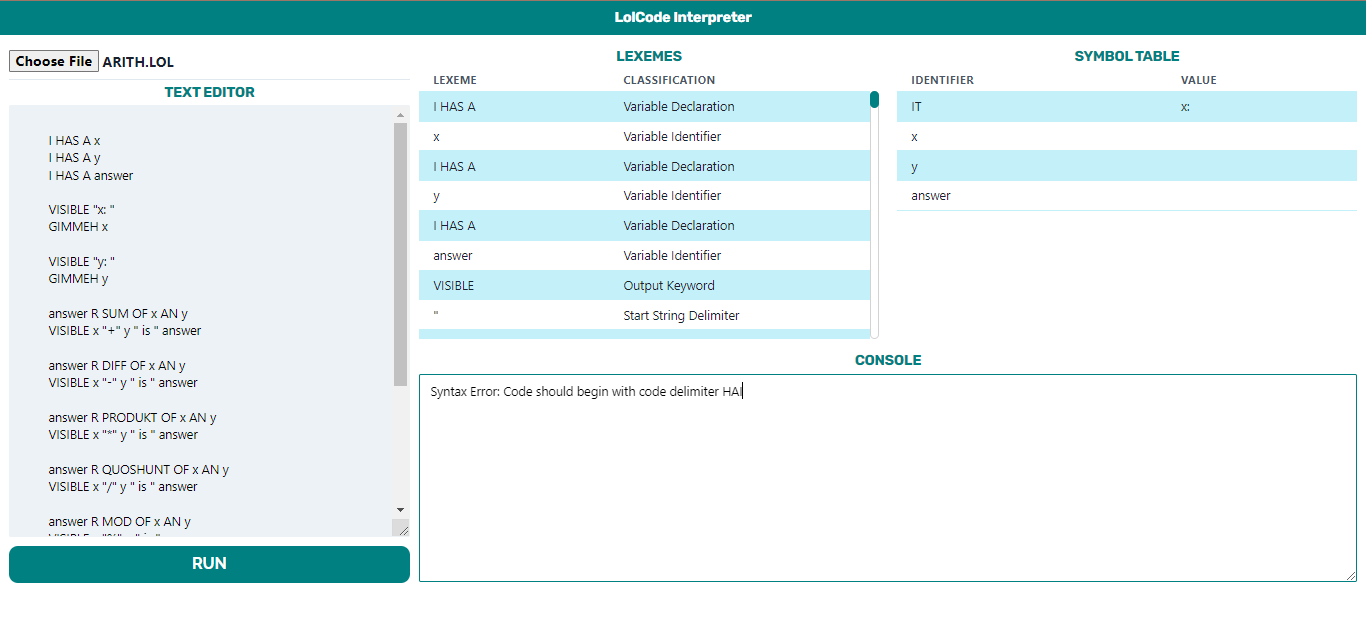 LolCode Interpreter
Choose File ARITH.LOL
TEXT EDITOR
I HAS A x
I HAS A y
I HAS A answer
VISIBLE "x: "
GIMMEH x
VISIBLE "y: "
GIMMEH y
answer R SUM OF x AN y
VISIBLE x "+" y " is " answer
answer R DIFF OF x AN y
VISIBLE x "-" y " is " answer
answer R PRODUKT OF x AN y
VISIBLE x "*" y " is " answer
answer R QUOSHUNT OF x AN y
VISIBLE x "/" y " is " answer
answer R MOD OF x AN y
RUN
LEXEMES
LEXEME CLASSIFICATION
I HAS A Variable Declaration
x Variable Identifier
I HAS A Variable Declaration
y Variable Identifier
I HAS A Variable Declaration
answer Variable Identifier
VISIBLE Output Keyword
" Start String Delimiter
SYMBOL TABLE
IDENTIFIER VALUE
IT x:
x
y
answer
CONSOLE
Syntax Error: Code should begin with code delimiter HAI